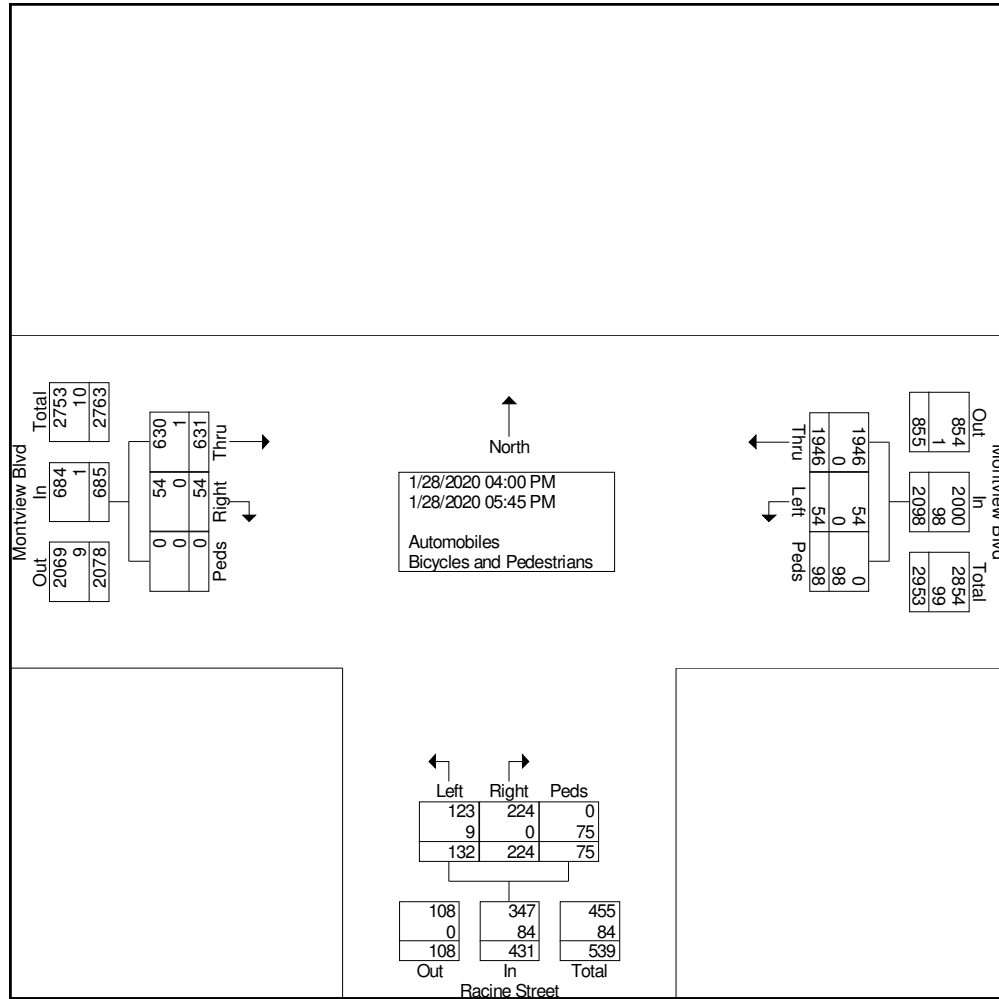 North
1/28/2020 04:00 PM
1/28/2020 05:45 PM
Automobiles
Bicycles and Pedestrians
Montview Blvd
Out In Total
854 2000 2854
1 98 99
855 2098 2953
1946 54 0
0 0 98
1946 54 98
Thru Left Peds
Montview Blvd
Out In Total
2069 684 2753
9 1 10
2078 685 2763
630 54 0
1 0 0
631 54 0
Thru Right Peds
Left Right Peds
123 224 0
9 0 75
132 224 75
108 347 455
0 84 84
108 431 539
Out In Total
Racine Street